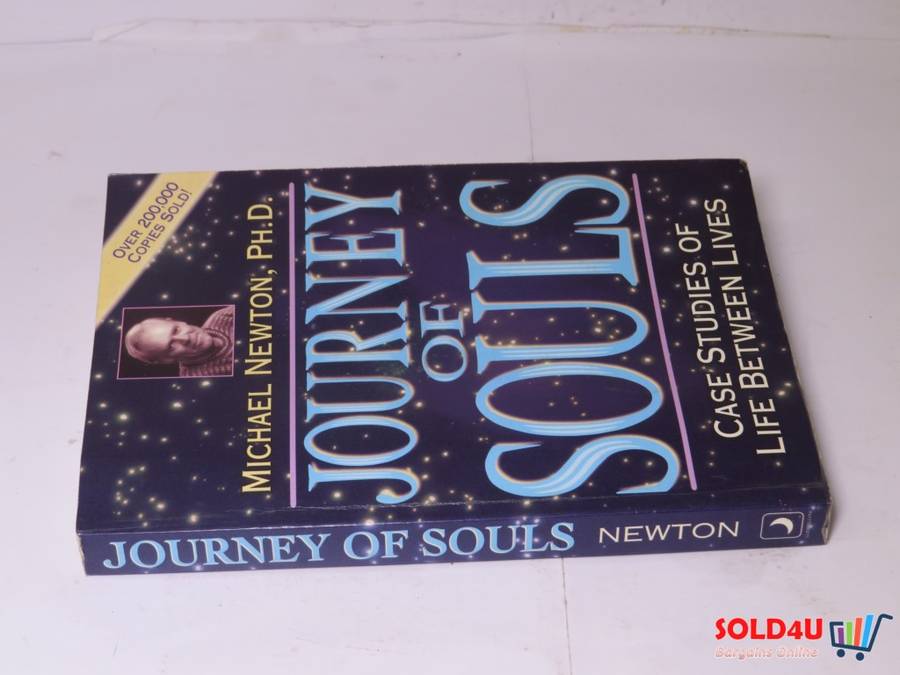 OVER 200,000
COPIES SOLD!
MICHAEL NEWTON, PH.D.
JOURNEY
OF
SOULS
CASE STUDIES OF
LIFE BETWEEN LIVES
JOURNEY OF SOULS NEWTON
SOLD4U
Bargains Online